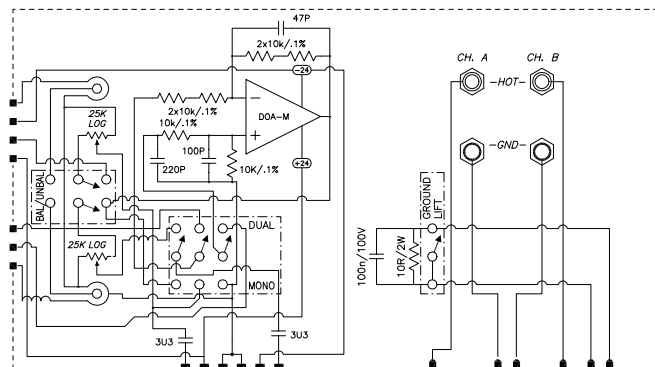 47P
2x10k/.1%
CH. A
CH. B
-24
-HOT-
25K
LOG
2x10k/.1%
10k/.1%
DOA-M
-
+
100P
+24
-GND-
220P
10K/.1%
BAL/UNBAL
GROUND
LIFT
DUAL
100n/100V
10R/2W
25K LOG
MONO
3U3
3U3